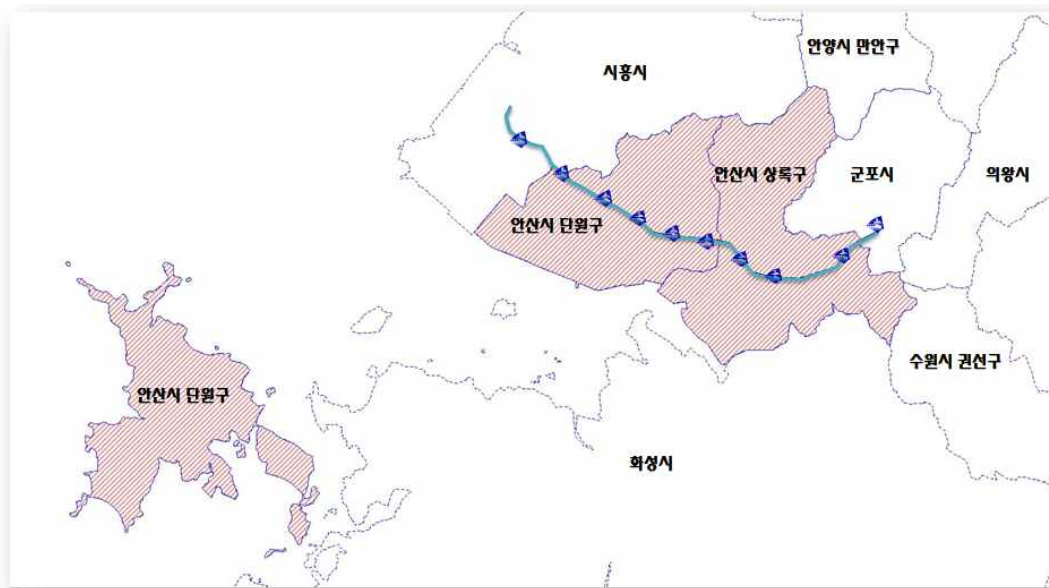 안양시 만안구
시흥시
안산시 상록구
군포시
의왕시
안산시 단원구
수원시 권선구
안산시 단원구
화성시